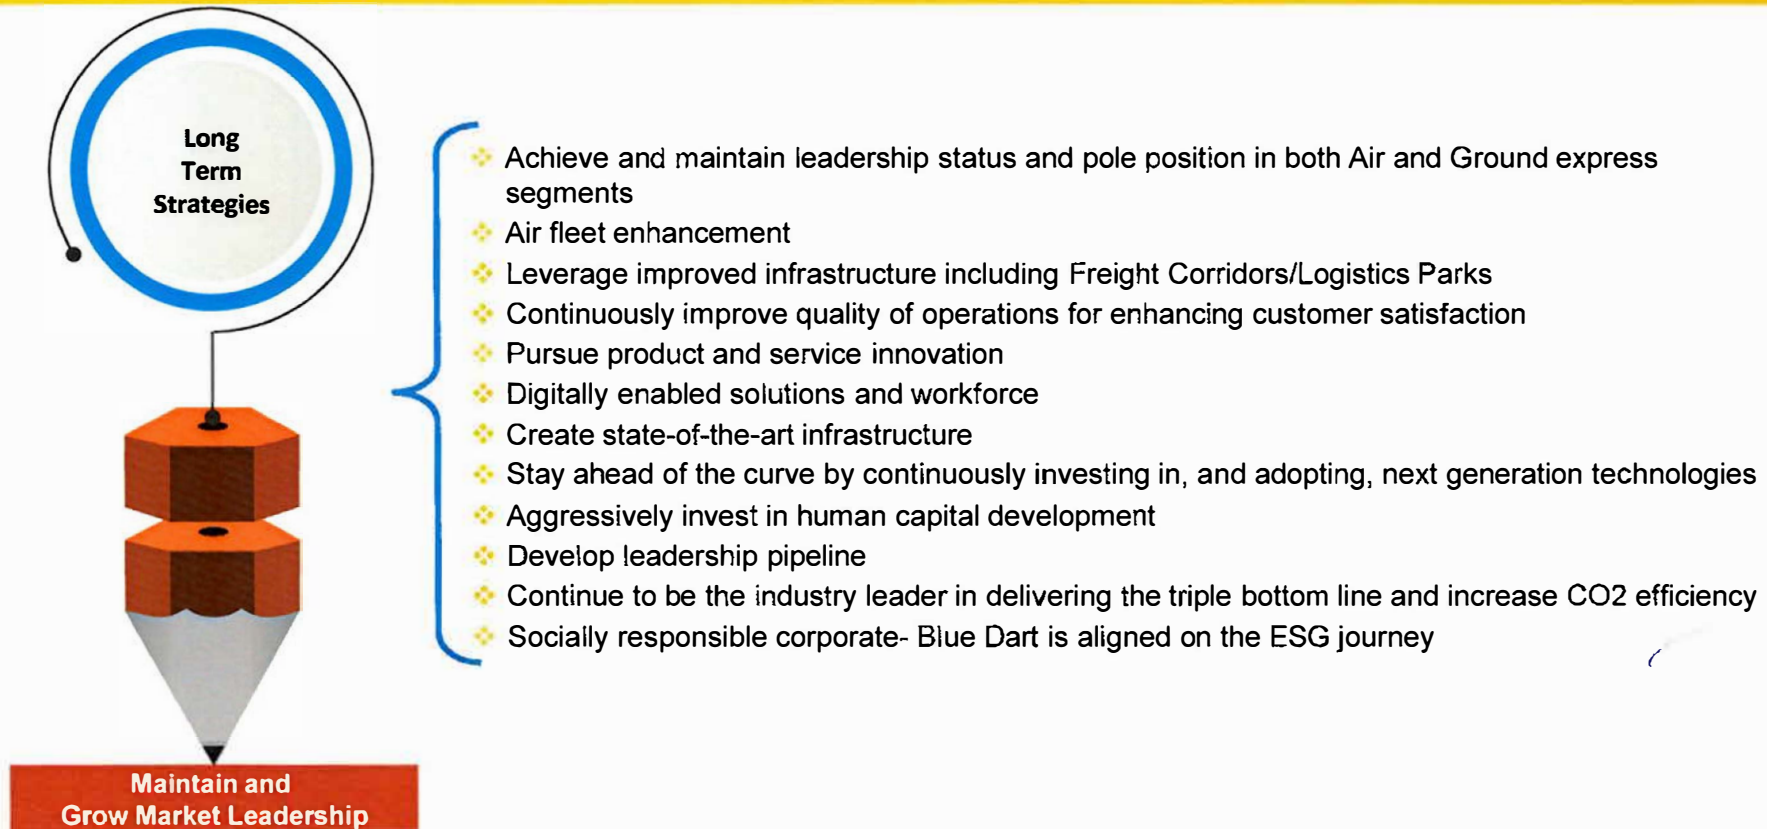 Long
Term
Strategies
Achieve and maintain leadership status and pole position in both Air and Ground express
segments
Air fleet enhancement
Leverage improved infrastructure including Freight Corridors/Logistics Parks
Continuously improve quality of operations for enhancing customer satisfaction
Pursue product and service innovation
Digitally enabled solutions and workforce
Create state-of-the-art infrastructure
Stay ahead of the curve by continuously investing in, and adopting, next generation technologies
Aggressively invest in human capital development
Develop leadership pipeline
Continue to be the industry leader in delivering the triple bottom line and increase CO2 efficiency
Socially responsible corporate- Blue Dart is aligned on the ESG journey
Maintain and
Grow Market Leadership